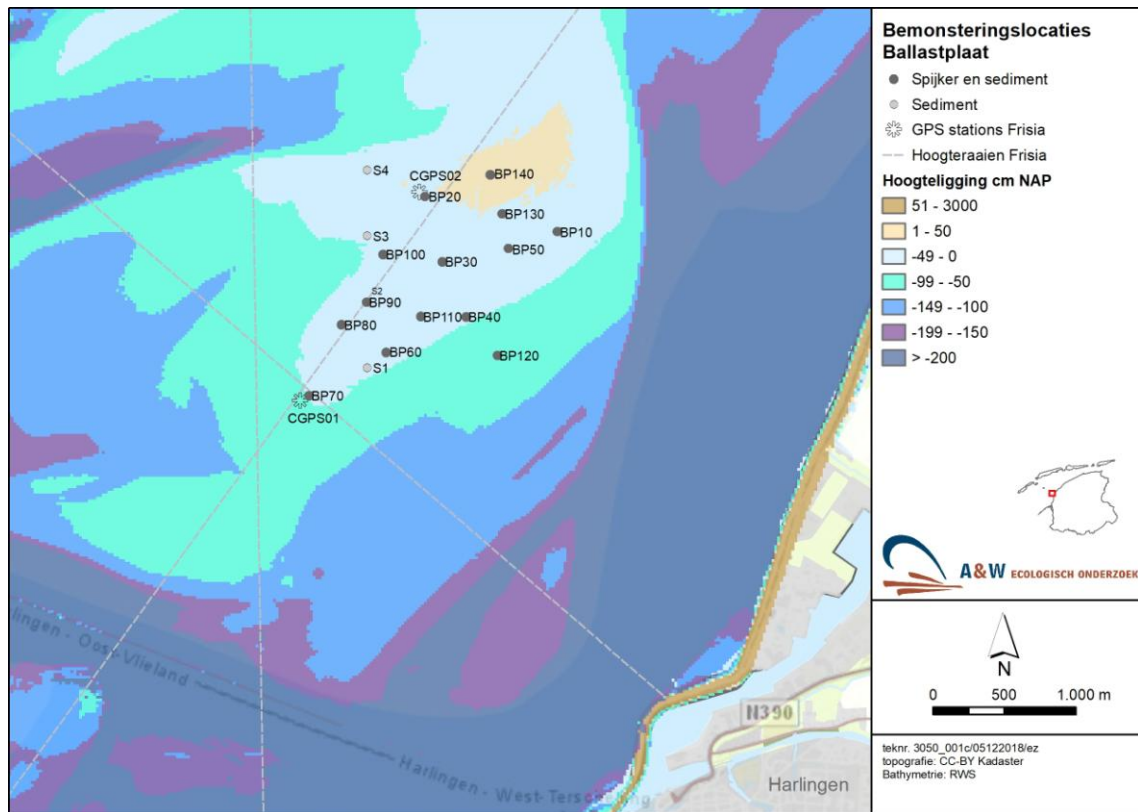 Bemonsteringslocaties
Ballastplaat
Spijker en sediment
Sediment
GPS stations Frisia
Hoogteraaien Frisia
Hoogteligging cm NAP
51 - 3000
1 - 50
-49 - 0
-99 - -50
-149 - -100
-199 - -150
> -200
A&W ECOLOGISCH ONDERZOEK
N
0 500 1.000 m
teknr. 3050_001c/05122018/ez
topografie: CC-BY Kadaster
Bathymetrie: RWS
S4
CGPS02
BP20
BP140
BP130
BP10
S3
BP100
BP30
BP50
S2
BP90
BP80
BP110
BP40
BP60
S1
BP120
BP70
CGPS01
lingen - Oost-Vlieland
Harlingen - West-Terschelling
N390
Harlingen